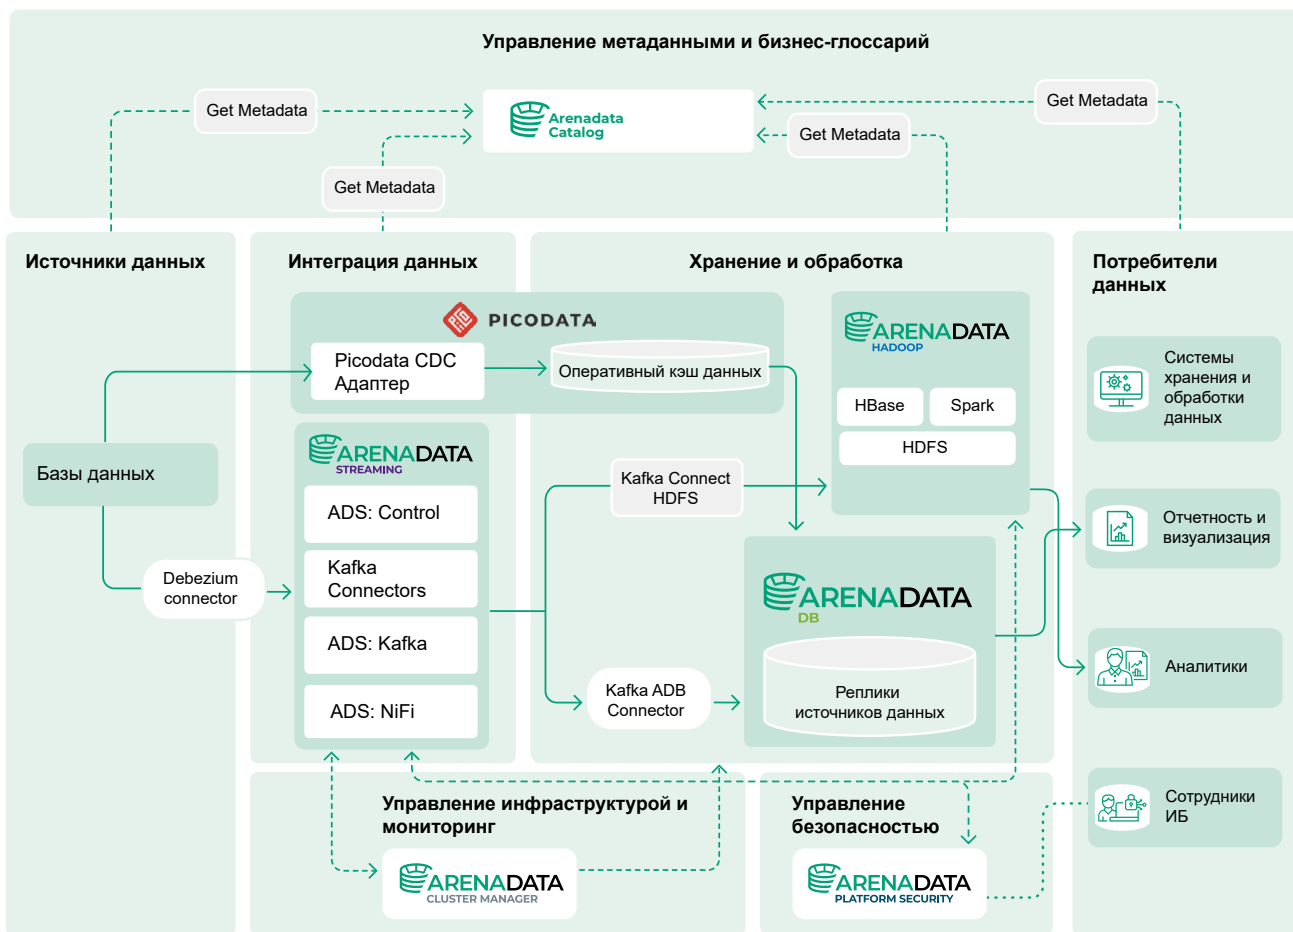 Управление метаданными и бизнес-глоссарий
Get Metadata
Arenadata
Catalog
Get Metadata
Get Metadata
Get Metadata
Источники данных
Базы данных
Debezium
connector
Интеграция данных
PICODATA
Picodata CDC
Адаптер
Оперативный кэш данных
ARENADATA
STREAMING
ADS: Control
Kafka
Connectors
ADS: Kafka
ADS: NiFi
Хранение и обработка
ARENADATA
HADOOP
HBase
Spark
HDFS
Kafka Connect
HDFS
ARENADATA
DB
Реплики
источников данных
Kafka ADB
Connector
Потребители
данных
Системы
хранения и
обработки
данных
Отчетность и
визуализация
Аналитики
Сотрудники
ИБ
Управление инфраструктурой и
мониторинг
ARENADATA
CLUSTER MANAGER
Управление
безопасностью
ARENADATA
PLATFORM SECURITY